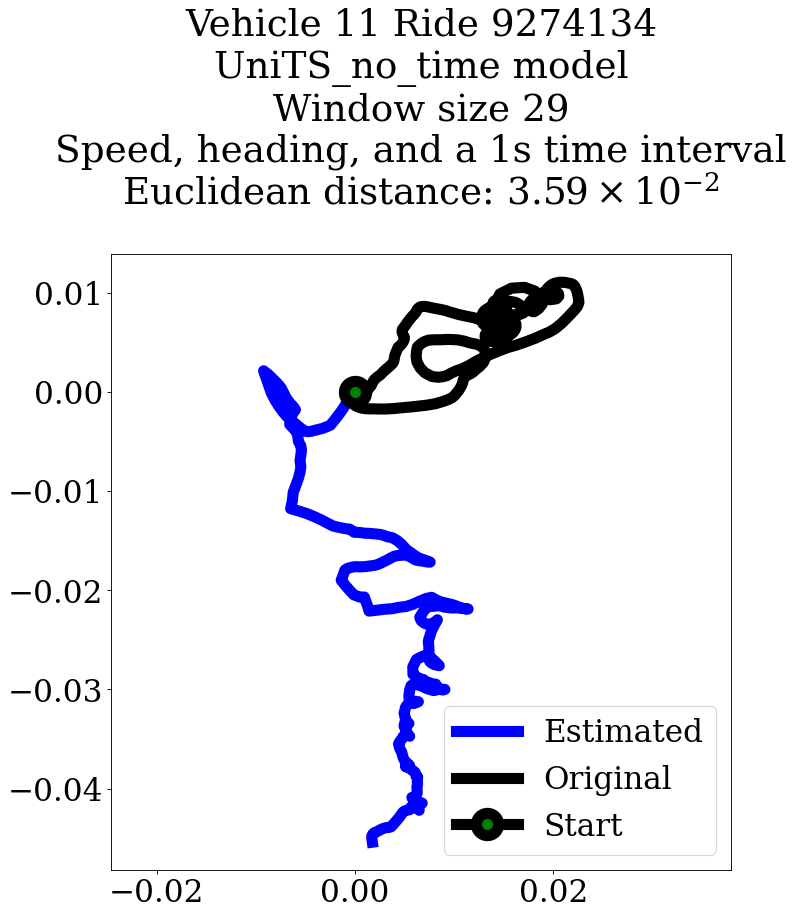 Vehicle 11 Ride 9274134
UniTS_no_time model
Window size 29
Speed, heading, and a 1s time interval
Euclidean distance: 3.59 × 10⁻²
0.01
0.00
−0.01
−0.02
−0.03
−0.04
Estimated
Original
Start
−0.02
0.00
0.02